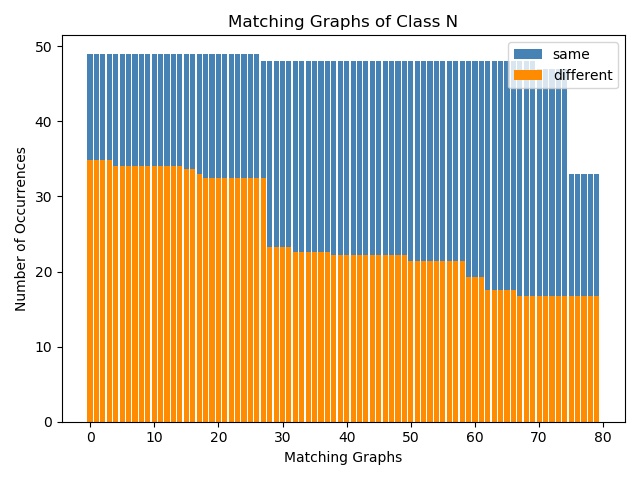 Matching Graphs of Class N
same
different
Number of Occurrences
50
40
30
20
10
0
0 10 20 30 40 50 60 70 80
Matching Graphs